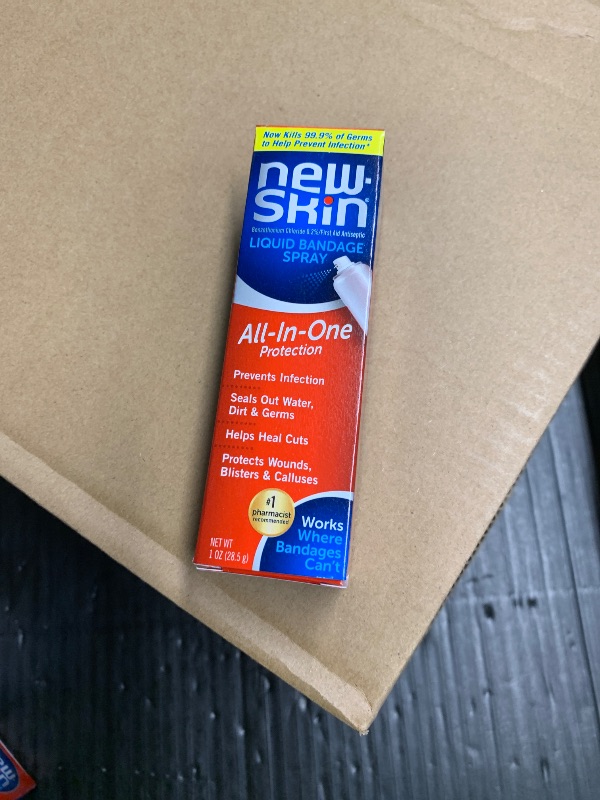 Now Kills 99.9% of Germs
to Help Prevent Infection*
new-
Skin®
Benzethonium Chloride 0.2%/First Aid Antiseptic
LIQUID BANDAGE
SPRAY
All-In-One
Protection
Prevents Infection
Seals Out Water,
Dirt & Germs
Helps Heal Cuts
Protects Wounds,
Blisters & Calluses
#1
pharmacist
recommended
NET WT
1 OZ (28.5 g)
Works
Where
Bandages
Can't
new
Skin